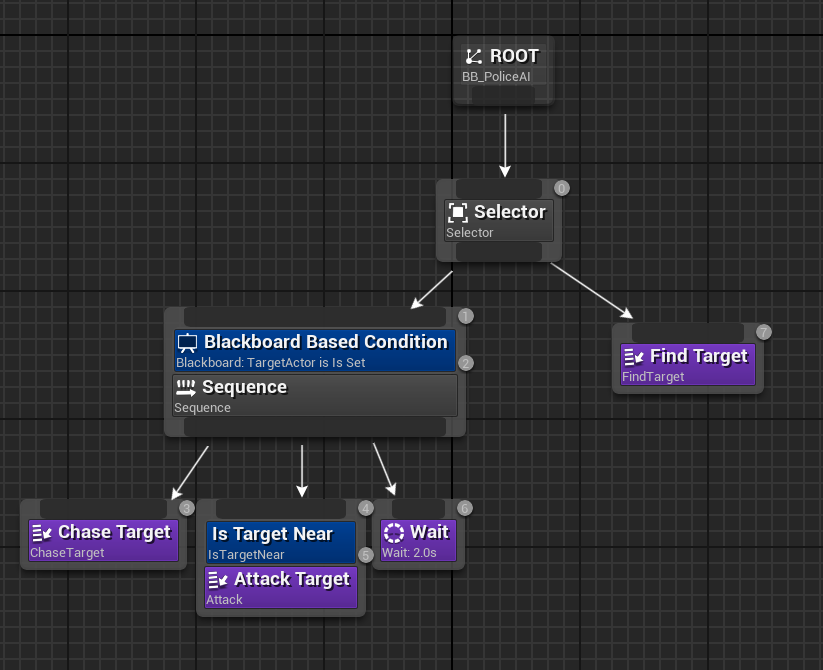 ROOT
BB_PoliceAI
0
Selector
Selector
1
Blackboard Based Condition
Blackboard: TargetActor is Is Set
2
Sequence
Sequence
7
Find Target
FindTarget
3
Chase Target
ChaseTarget
4
Is Target Near
IsTargetNear
5
Attack Target
Attack
6
Wait
Wait: 2.0s